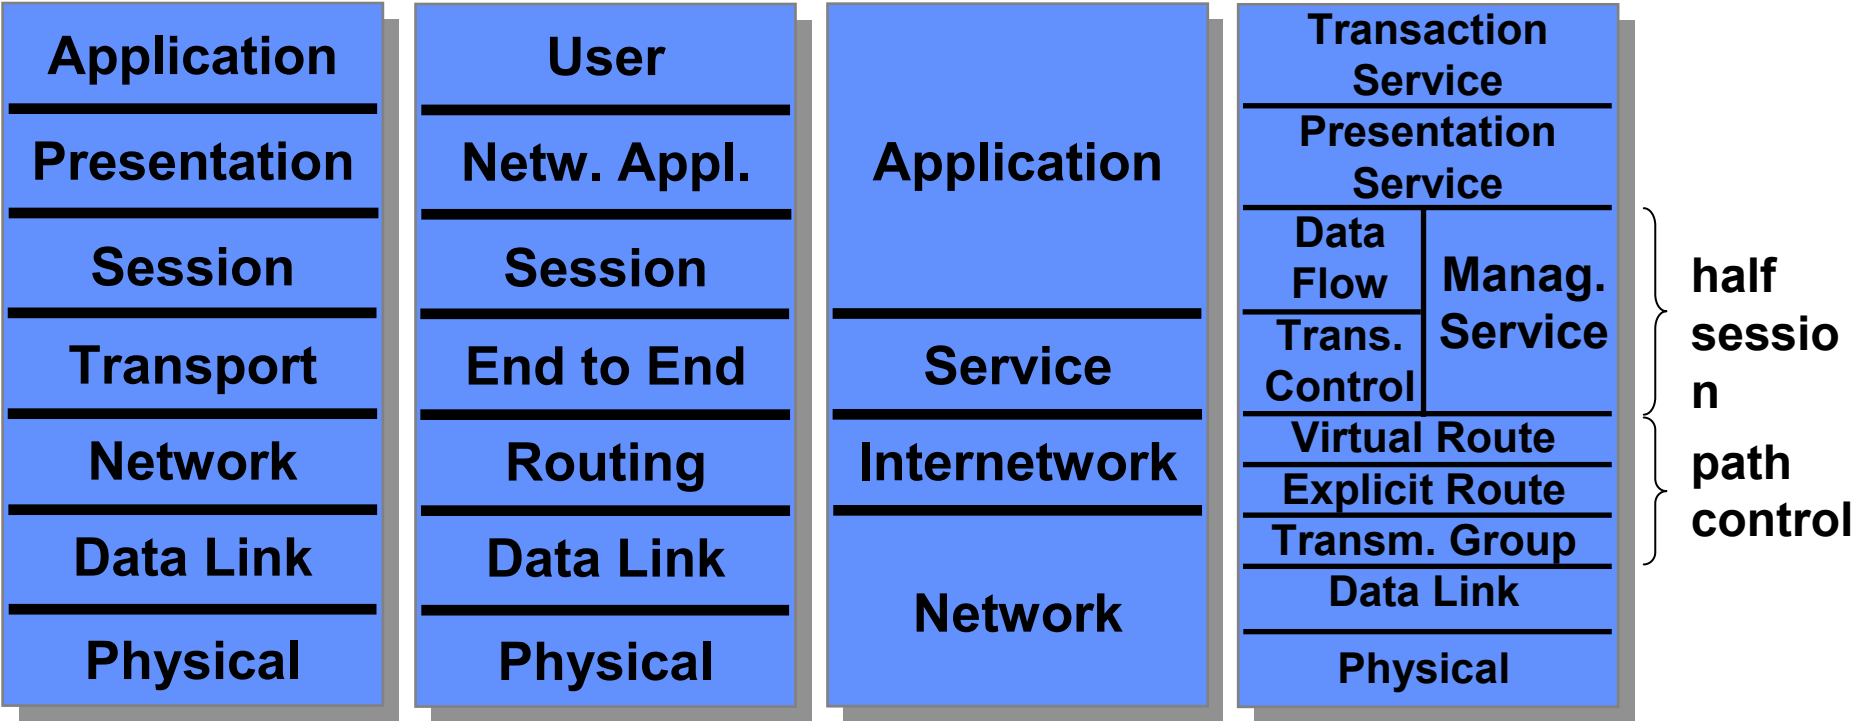 Application
Presentation
Session
Transport
Network
Data Link
Physical
User
Netw. Appl.
Session
End to End
Routing
Data Link
Physical
Application
Service
Internetwork
Network
Transaction
Service
Presentation
Service
Data
Flow
Trans.
Control
Manag.
Service
Virtual Route
Explicit Route
Transm. Group
Data Link
Physical
half
sessio
n
path
control